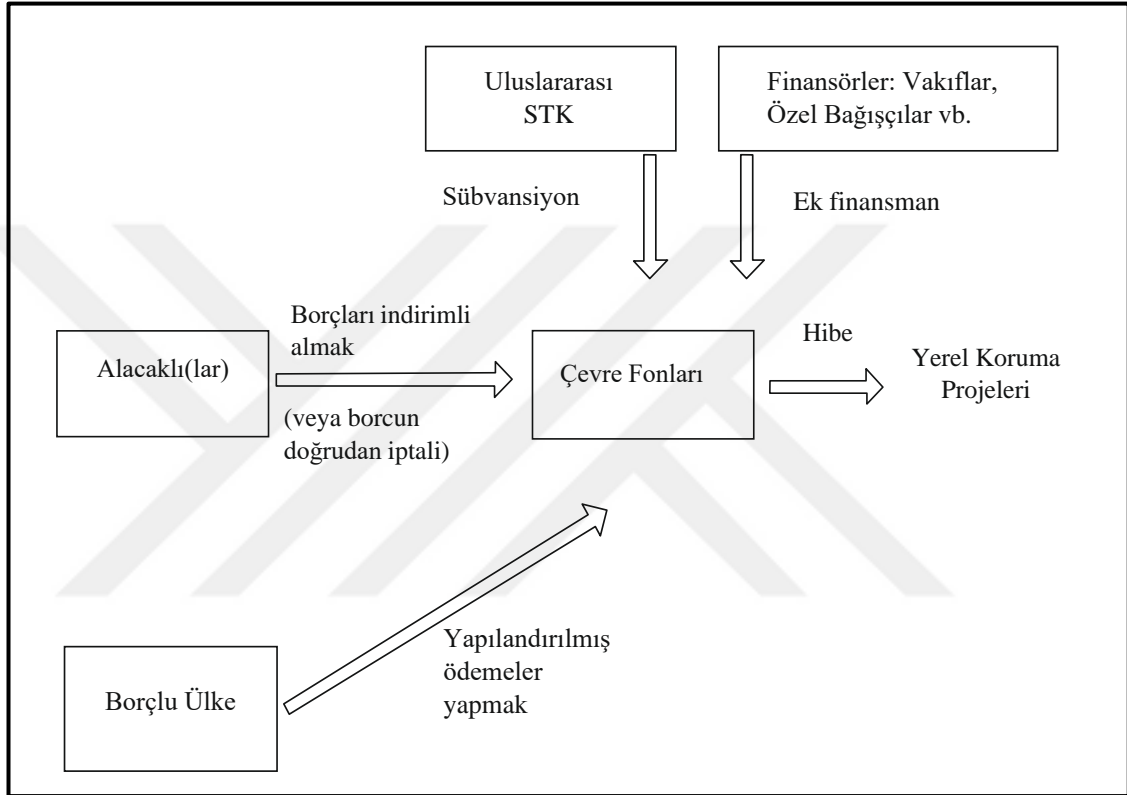 Uluslararası
STK
Finansörler: Vakıflar,
Özel Bağışçılar vb.
Sübvansiyon
Ek finansman
Borçları indirimli
almak
(veya borcun
doğrudan iptali)
Alacaklı(lar)
Çevre Fonları
Hibe
Yerel Koruma
Projeleri
Yapılandırılmış
ödemeler
yapmak
Borçlu Ülke